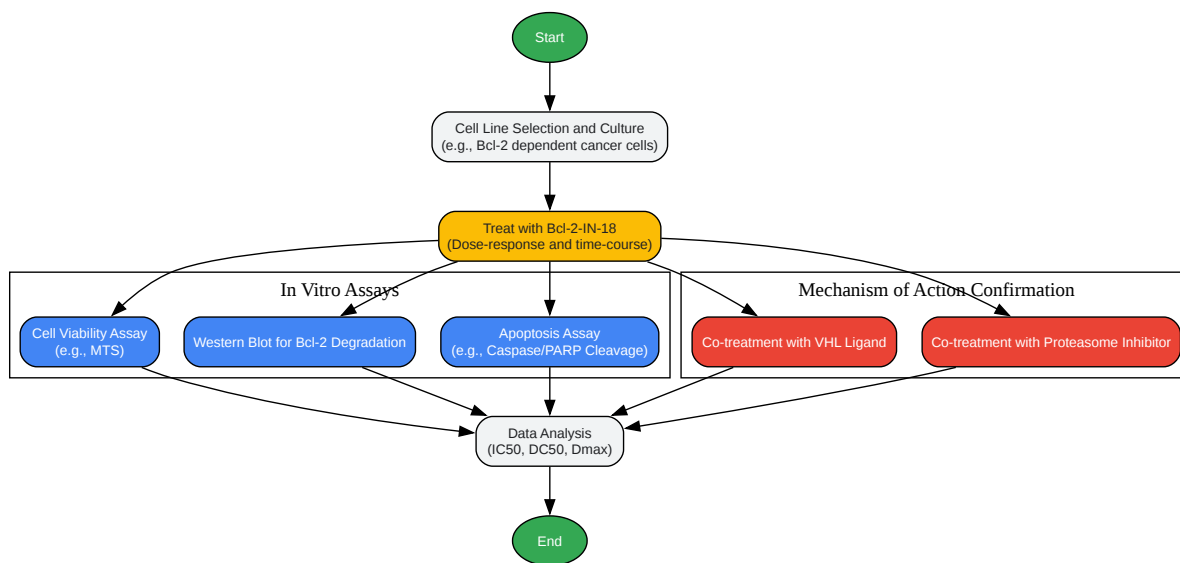 Start
Cell Line Selection and Culture
(e.g., Bcl-2 dependent cancer cells)
Treat with Bcl-2-IN-18
(Dose-response and time-course)
In Vitro Assays
Mechanism of Action Confirmation
Cell Viability Assay
(e.g., MTS)
Western Blot for Bcl-2 Degradation
Apoptosis Assay
(e.g., Caspase/PARP Cleavage)
Co-treatment with VHL Ligand
Co-treatment with Proteasome Inhibitor
Data Analysis
(IC50, DC50, Dmax)
End